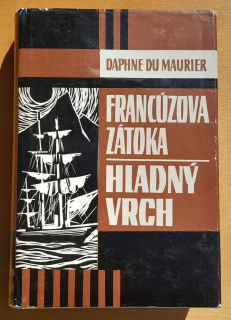 DAPHNE DU MAURIER
FRANCÚZOVA
ZÁTOKA
HLADNÝ
VRCH